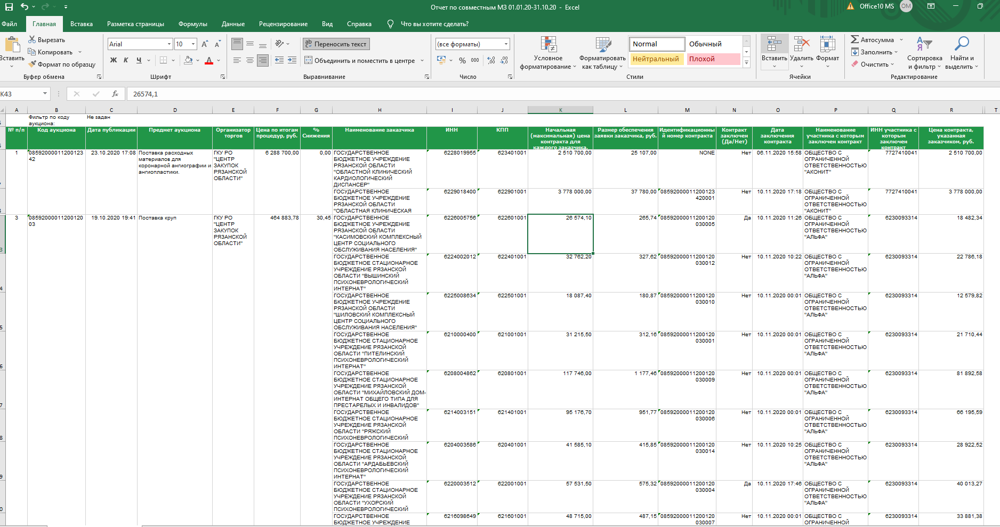 Отчет по совместным МЗ 01.01.20-31.10.20 - Excel
Office10 MS
OM
Файл Главная Вставка Разметка страницы Формулы Данные Рецензирование Вид Справка Что вы хотите сделать?
Вставить
Вырезать
Копировать
Формат по образцу
Буфер обмена
Arial 10
Ж К Ч
Шрифт
Переносить текст
Объединить и поместить в центре
Выравнивание
(все форматы)
% 000
Число
Условное форматирование
Форматировать как таблицу
Normal Обычный
Нейтральный Плохой
Стили
Вставить Удалить Формат
Ячейки
Автосумма
Заполнить
Очистить
Сортировка и фильтр
Найти и выделить
Редактирование
K43 fx 26574,1
A B C D E F G H I J K L M N O P Q R T
Фильтр по коду аукциона: Не задан
№ п/п Код аукциона Дата публикации Предмет аукциона Организатор торгов Цена по итогам процедур, руб. % Снижения Наименование заказчика ИНН КПП Начальная (максимальная) цена контракта для каждого заказчика, Размер обеспечения заявки заказчика, руб. Идентификационны й номер контракта Контракт заключен (Да/Нет) Дата заключения контракта Наименование участника с которым заключен контракт ИНН участника с которым заключен контракт Цена контракта, указанная заказчиком, руб.
1 08592000011200123 42 23.10.2020 17:08 Поставка расходных материалов для коронарной ангиографии и ангиопластики. ГКУ РО "ЦЕНТР ЗАКУПОК РЯЗАНСКОЙ ОБЛАСТИ" 6 288 700,00 0,00 ГОСУДАРСТВЕННОЕ БЮДЖЕТНОЕ УЧРЕЖДЕНИЕ РЯЗАНСКОЙ ОБЛАСТИ "ОБЛАСТНОЙ КЛИНИЧЕСКИЙ КАРДИОЛОГИЧЕСКИЙ ДИСПАНСЕР" 6228019955 623401001 2 510 700,00 25 107,00 NONE Нет 06.11.2020 15:58 ОБЩЕСТВО С ОГРАНИЧЕННОЙ ОТВЕТСТВЕННОСТЬЮ "АКОНИТ" 7727410041 2 510 700,00
ГОСУДАРСТВЕННОЕ БЮДЖЕТНОЕ УЧРЕЖДЕНИЕ РЯЗАНСКОЙ ОБЛАСТИ "ОБЛАСТНАЯ КЛИНИЧЕСКАЯ 6229018400 622901001 3 778 000,00 37 780,00 08592000011200123 420001 Нет 10.11.2020 17:18 ОБЩЕСТВО С ОГРАНИЧЕННОЙ ОТВЕТСТВЕННОСТЬЮ "АКОНИТ" 7727410041 3 778 000,00
3 08592000011200120 03 19.10.2020 19:41 Поставка круп ГКУ РО "ЦЕНТР ЗАКУПОК РЯЗАНСКОЙ ОБЛАСТИ" 464 883,78 30,45 ГОСУДАРСТВЕННОЕ БЮДЖЕТНОЕ УЧРЕЖДЕНИЕ РЯЗАНСКОЙ ОБЛАСТИ "КАСИМОВСКИЙ КОМПЛЕКСНЫЙ ЦЕНТР СОЦИАЛЬНОГО ОБСЛУЖИВАНИЯ НАСЕЛЕНИЯ" 6226005756 622601001 26 574,10 265,74 08592000011200120 030005 Да 10.11.2020 11:26 ОБЩЕСТВО С ОГРАНИЧЕННОЙ ОТВЕТСТВЕННОСТЬЮ "АЛЬФА" 6230093314 18 482,34
ГОСУДАРСТВЕННОЕ БЮДЖЕТНОЕ СТАЦИОНАРНОЕ УЧРЕЖДЕНИЕ РЯЗАНСКОЙ ОБЛАСТИ "ВЫШИНСКИЙ ПСИХОНЕВРОЛОГИЧЕСКИЙ ИНТЕРНАТ" 6224002012 622401001 32 762,20 327,62 08592000011200120 030012 Нет 10.11.2020 10:22 ОБЩЕСТВО С ОГРАНИЧЕННОЙ ОТВЕТСТВЕННОСТЬЮ "АЛЬФА" 6230093314 22 786,18
ГОСУДАРСТВЕННОЕ БЮДЖЕТНОЕ УЧРЕЖДЕНИЕ РЯЗАНСКОЙ ОБЛАСТИ "ШИЛОВСКИЙ КОМПЛЕКСНЫЙ ЦЕНТР СОЦИАЛЬНОГО ОБСЛУЖИВАНИЯ НАСЕЛЕНИЯ" 6225008634 622501001 18 087,40 180,87 08592000011200120 030010 Нет 10.11.2020 00:01 ОБЩЕСТВО С ОГРАНИЧЕННОЙ ОТВЕТСТВЕННОСТЬЮ "АЛЬФА" 6230093314 12 579,82
ГОСУДАРСТВЕННОЕ БЮДЖЕТНОЕ СТАЦИОНАРНОЕ УЧРЕЖДЕНИЕ РЯЗАНСКОЙ ОБЛАСТИ "ПИТЕЛИНСКИЙ ПСИХОНЕВРОЛОГИЧЕСКИЙ ИНТЕРНАТ" 6210000400 621001001 31 215,50 312,16 08592000011200120 030001 Нет 10.11.2020 00:01 ОБЩЕСТВО С ОГРАНИЧЕННОЙ ОТВЕТСТВЕННОСТЬЮ "АЛЬФА" 6230093314 21 710,44
ГОСУДАРСТВЕННОЕ БЮДЖЕТНОЕ СТАЦИОНАРНОЕ УЧРЕЖДЕНИЕ РЯЗАНСКОЙ ОБЛАСТИ "МИХАЙЛОВСКИЙ ДОМ-ИНТЕРНАТ ОБЩЕГО ТИПА ДЛЯ ПРЕСТАРЕЛЫХ И ИНВАЛИДОВ" 6208004862 620801001 117 746,00 1 177,46 08592000011200120 030009 Нет 10.11.2020 00:01 ОБЩЕСТВО С ОГРАНИЧЕННОЙ ОТВЕТСТВЕННОСТЬЮ "АЛЬФА" 6230093314 81 892,58
ГОСУДАРСТВЕННОЕ БЮДЖЕТНОЕ СТАЦИОНАРНОЕ УЧРЕЖДЕНИЕ РЯЗАНСКОЙ ОБЛАСТИ "РЯЖСКИЙ ПСИХОНЕВРОЛОГИЧЕСКИЙ 6214003151 621401001 95 176,70 951,77 08592000011200120 030006 Нет 10.11.2020 00:01 ОБЩЕСТВО С ОГРАНИЧЕННОЙ ОТВЕТСТВЕННОСТЬЮ "АЛЬФА" 6230093314 66 195,59
ГОСУДАРСТВЕННОЕ БЮДЖЕТНОЕ СТАЦИОНАРНОЕ УЧРЕЖДЕНИЕ РЯЗАНСКОЙ ОБЛАСТИ "АРДАБЬЕВСКИЙ ПСИХОНЕВРОЛОГИЧЕСКИЙ ИНТЕРНАТ" 6204003586 620401001 41 585,10 415,85 08592000011200120 030014 Нет 10.11.2020 10:25 ОБЩЕСТВО С ОГРАНИЧЕННОЙ ОТВЕТСТВЕННОСТЬЮ "АЛЬФА" 6230093314 28 922,52
ГОСУДАРСТВЕННОЕ БЮДЖЕТНОЕ СТАЦИОНАРНОЕ УЧРЕЖДЕНИЕ РЯЗАНСКОЙ ОБЛАСТИ "УХОРСКИЙ ПСИХОНЕВРОЛОГИЧЕСКИЙ 6220003512 622001001 57 531,50 575,32 08592000011200120 030004 Да 10.11.2020 17:46 ОБЩЕСТВО С ОГРАНИЧЕННОЙ ОТВЕТСТВЕННОСТЬЮ "АЛЬФА" 6230093314 40 013,27
ГОСУДАРСТВЕННОЕ БЮДЖЕТНОЕ УЧРЕЖДЕНИЕ 6216098649 621601001 48 715,00 487,15 08592000011200120 030007 Нет 10.11.2020 00:01 ОБЩЕСТВО С ОГРАНИЧЕННОЙ 6230093314 33 881,38